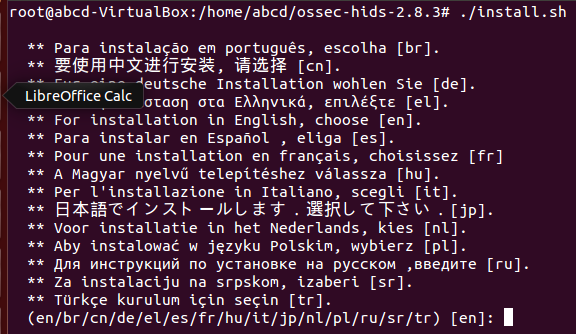 root@abcd-VirtualBox:/home/abcd/ossec-hids-2.8.3# ./install.sh
** Para instalação em português, escolha [br].
** 要使用中文进行安装, 请选择 [cn].
deutsche Installation wohlen Sie [de].
LibreOffice Calc
σταση στα Ελληνικά, επιλέξτε [el].
** For installation in English, choose [en].
** Para instalar en Español , eliga [es].
** Pour une installation en français, choisissez [fr]
** A Magyar nyelvű telepítéshez válassza [hu].
** Per l'installazione in Italiano, scegli [it].
** 日本語でインストールします．選択して下さい．[jp].
** Voor installatie in het Nederlands, kies [nl].
** Aby instalować w języku Polskim, wybierz [pl].
** Для инструкций по установке на русском ,введите [ru].
** Za instalaciju na srpskom, izaberi [sr].
** Türkçe kurulum için seçin [tr].
(en/br/cn/de/el/es/fr/hu/it/jp/nl/pl/ru/sr/tr) [en]: